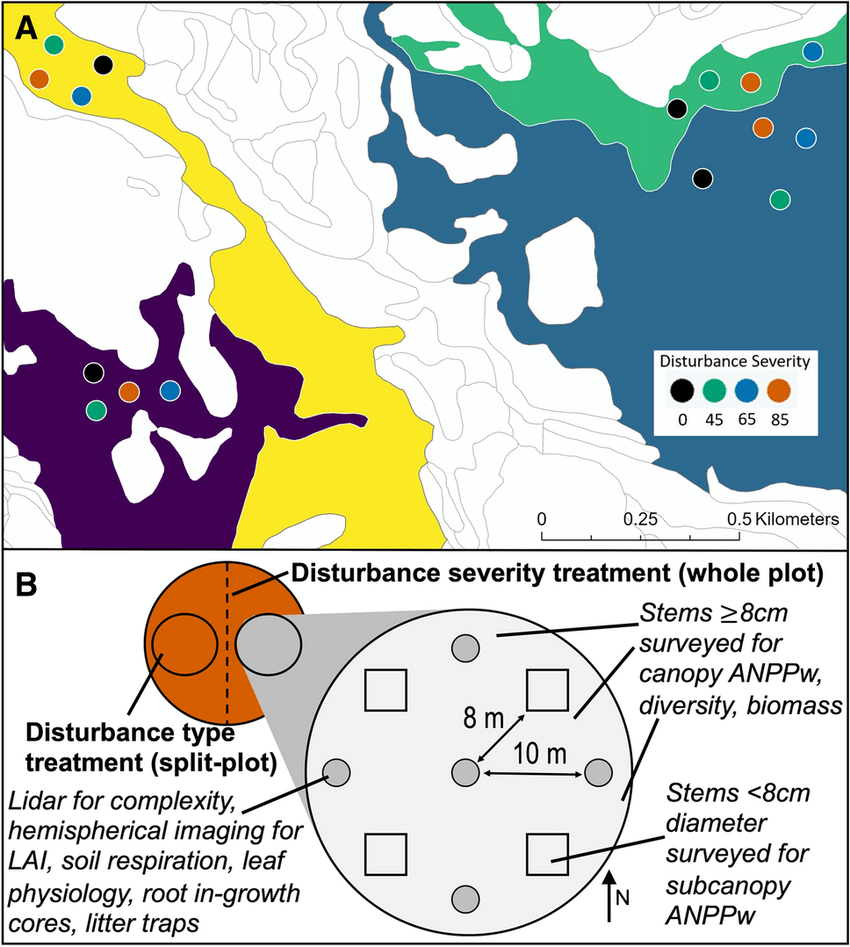 A
Disturbance Severity
0 45 65 85
0 0.25 0.5 Kilometers
B
Disturbance severity treatment (whole plot)
Stems ≥8cm
surveyed for
canopy ANPPw,
diversity, biomass
8 m
10 m
Disturbance type
treatment (split-plot)
Lidar for complexity,
hemispherical imaging for
LAI, soil respiration, leaf
physiology, root in-growth
cores, litter traps
Stems <8cm
diameter
surveyed for
subcanopy
ANPPw
N